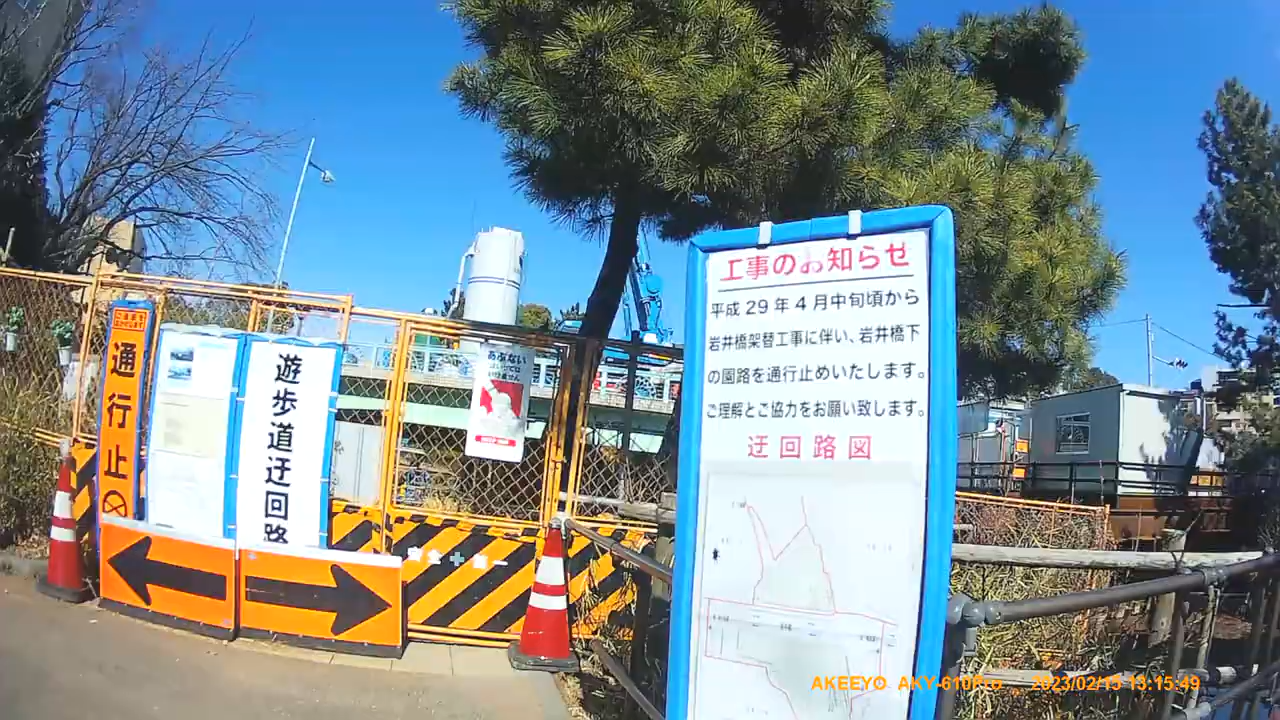 通行止
遊歩道迂回路
あぶない
安全＋第一
工事のお知らせ
平成29年4月中旬頃から
岩井橋架替工事に伴い、岩井橋下
の園路を通行止めいたします。
ご理解とご協力をお願い致します。
迂回路図
AKEEYO AKY-610Pro 2023/02/15 13:15:49